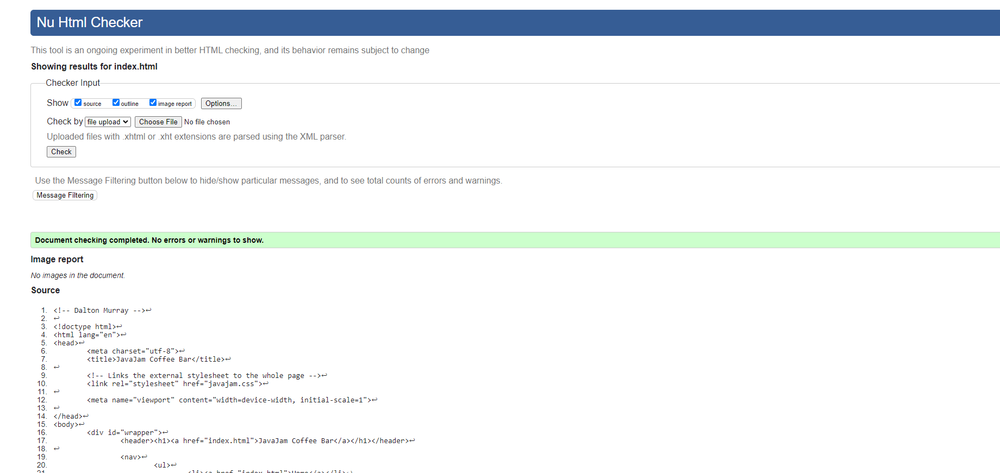 Nu Html Checker
This tool is an ongoing experiment in better HTML checking, and its behavior remains subject to change
Showing results for index.html
Checker Input
Show source outline image report Options...
Check by file upload Choose File No file chosen
Uploaded files with .xhtml or .xht extensions are parsed using the XML parser.
Check
Use the Message Filtering button below to hide/show particular messages, and to see total counts of errors and warnings.
Message Filtering
Document checking completed. No errors or warnings to show.
Image report
No images in the document.
Source
1. <!-- Dalton Murray -->↩
2. ↩
3. <!doctype html>↩
4. <html lang="en">↩
5. <head>↩
6. <meta charset="utf-8">↩
7. <title>JavaJam Coffee Bar</title>↩
8. ↩
9. <!-- Links the external stylesheet to the whole page -->↩
10. <link rel="stylesheet" href="javajam.css">↩
11. ↩
12. <meta name="viewport" content="width=device-width, initial-scale=1">↩
13. ↩
14. </head>↩
15. <body>↩
16. <div id="wrapper">↩
17. <header><h1><a href="index.html">JavaJam Coffee Bar</a></h1></header>↩
18. ↩
19. <nav>↩
20. <ul>↩
21. <li><a href="index.html">Home</a></li>↩